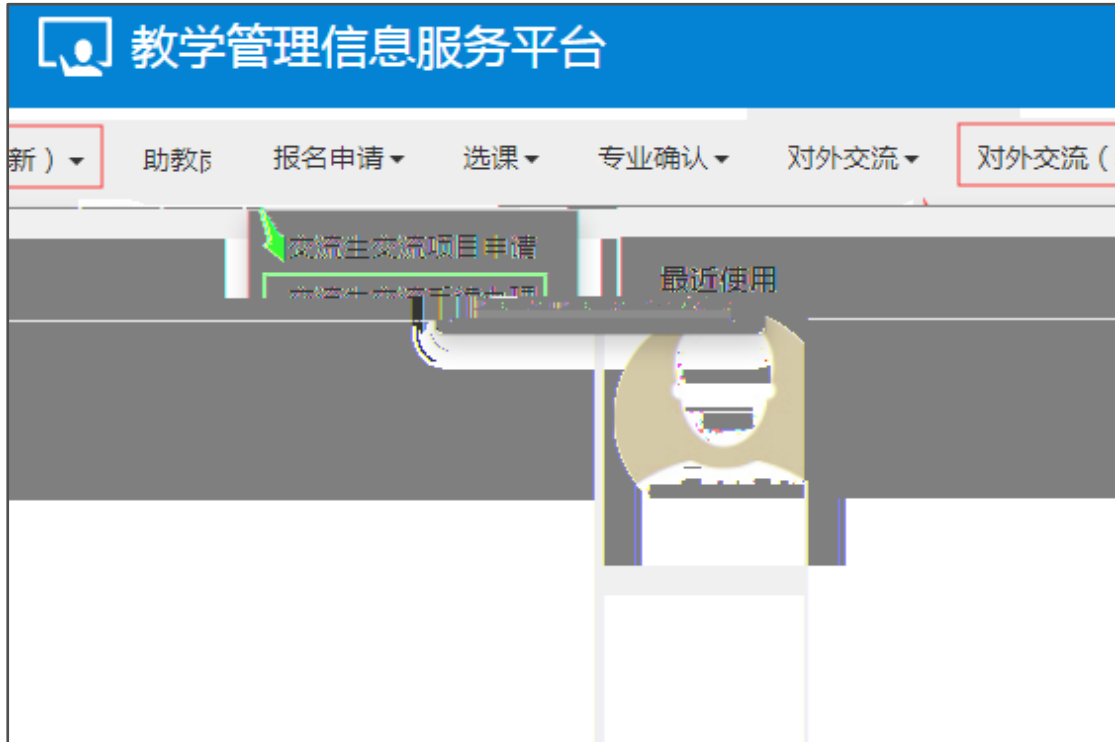 教学管理信息服务平台
新）
助教
报名申请
选课
专业确认
对外交流
对外交流（
交流生交流项目申请
最近使用